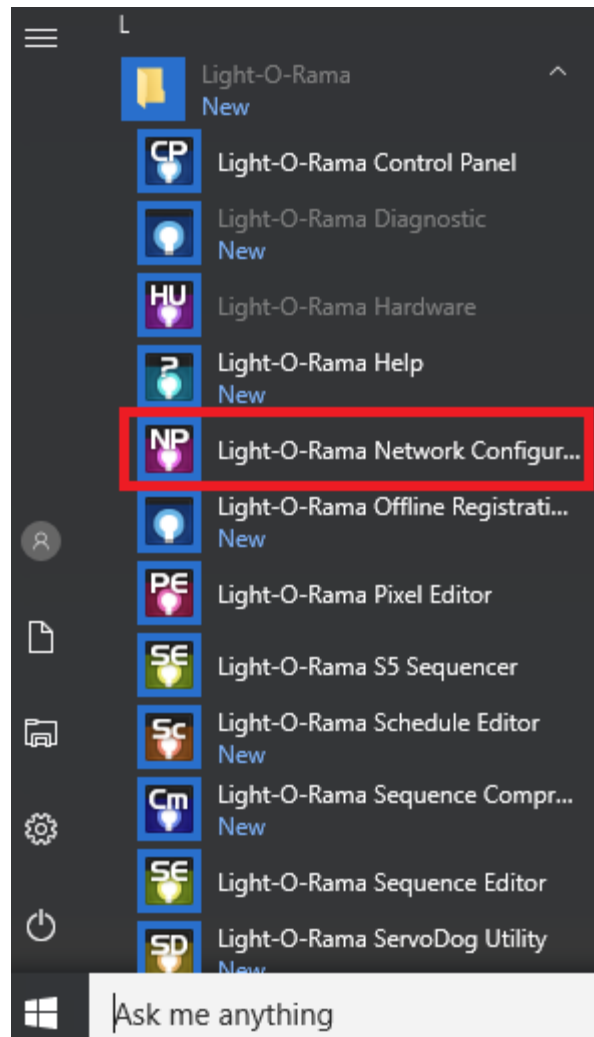 L
Light-O-Rama
New
CP
Light-O-Rama Control Panel
Light-O-Rama Diagnostic
New
HU
Light-O-Rama Hardware
?
Light-O-Rama Help
New
NP
Light-O-Rama Network Configur...
Light-O-Rama Offline Registrati...
New
PE
Light-O-Rama Pixel Editor
SE
Light-O-Rama S5 Sequencer
Sc
Light-O-Rama Schedule Editor
New
Cm
Light-O-Rama Sequence Compr...
New
SE
Light-O-Rama Sequence Editor
SD
Light-O-Rama ServoDog Utility
New
Ask me anything